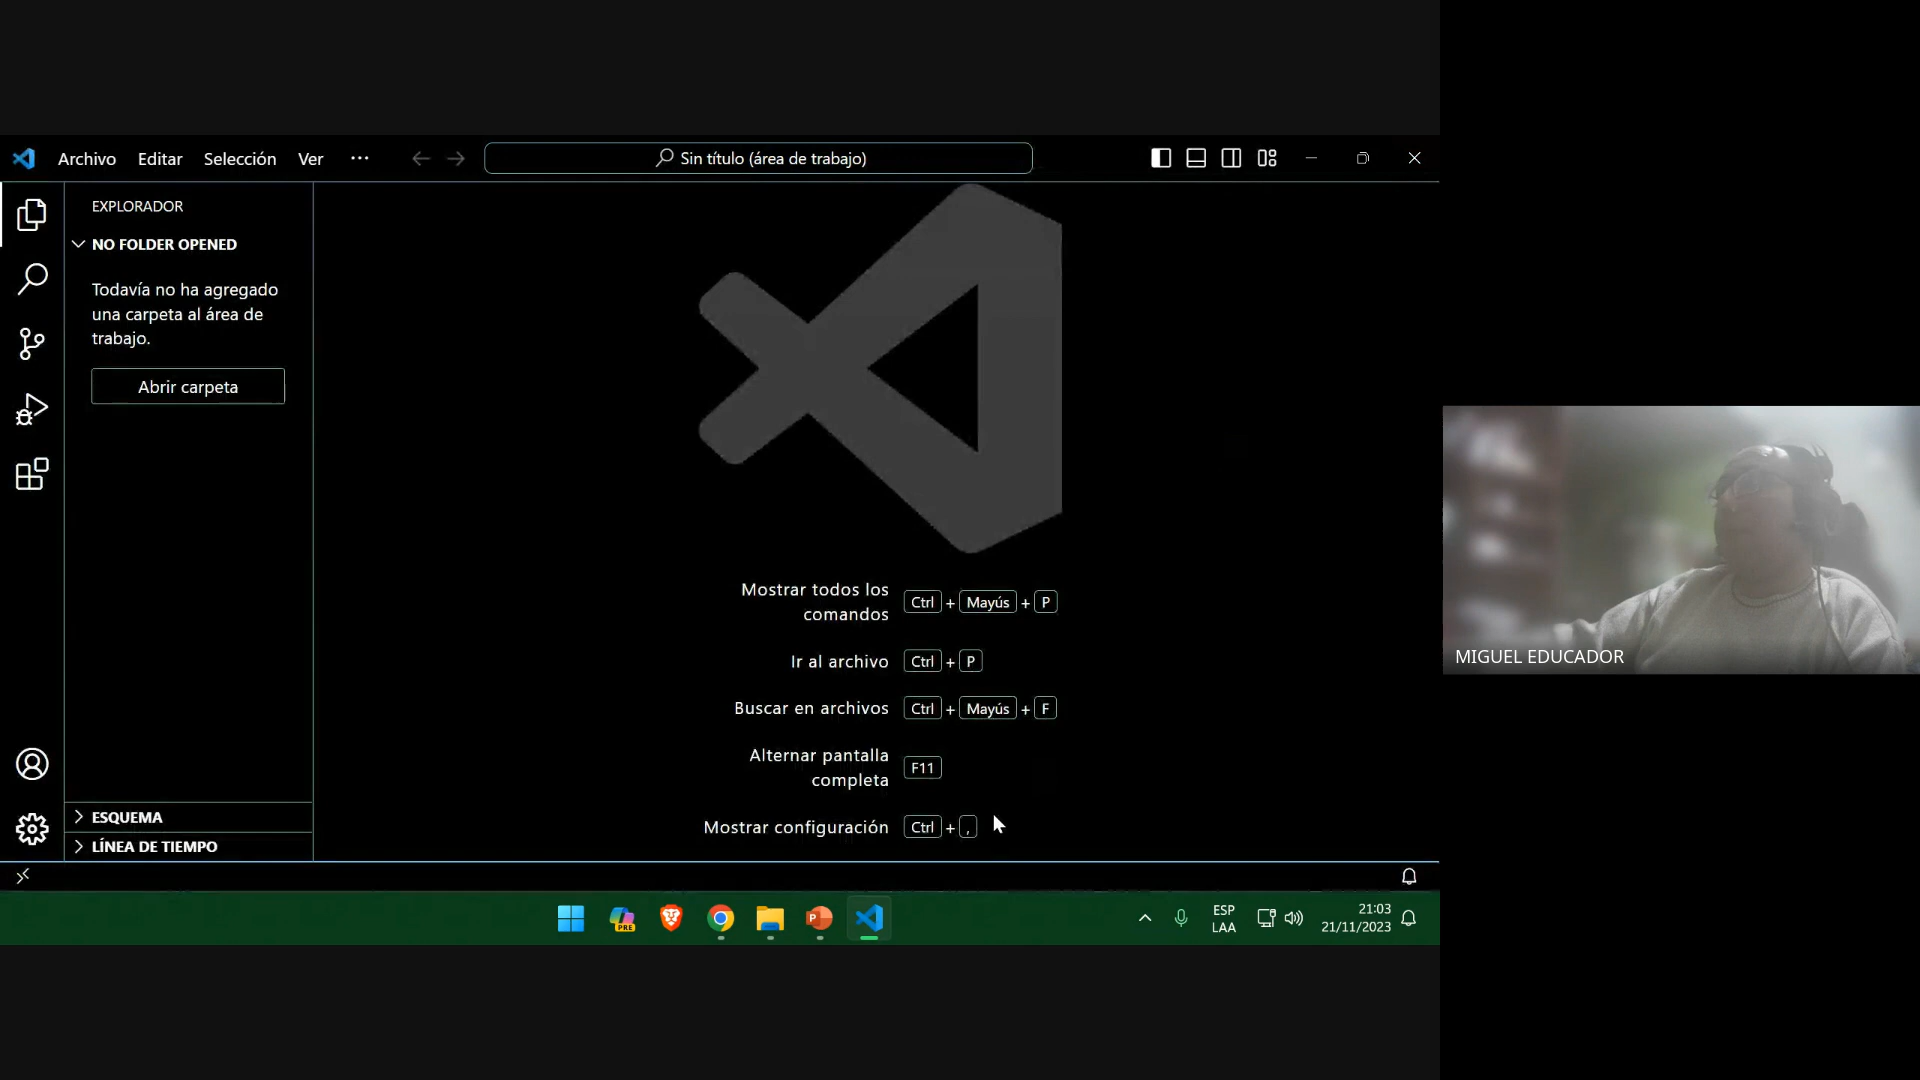 Archivo Editar Selección Ver ···
Sin título (área de trabajo)
EXPLORADOR
NO FOLDER OPENED
Todavía no ha agregado
una carpeta al área de
trabajo.
Abrir carpeta
Mostrar todos los
comandos
Ctrl + Mayús + P
Ir al archivo Ctrl + P
Buscar en archivos Ctrl + Mayús + F
Alternar pantalla
completa
F11
Mostrar configuración Ctrl + ,
ESQUEMA
LÍNEA DE TIEMPO
PRE
P
ESP
LAA
21:03
21/11/2023
MIGUEL EDUCADOR